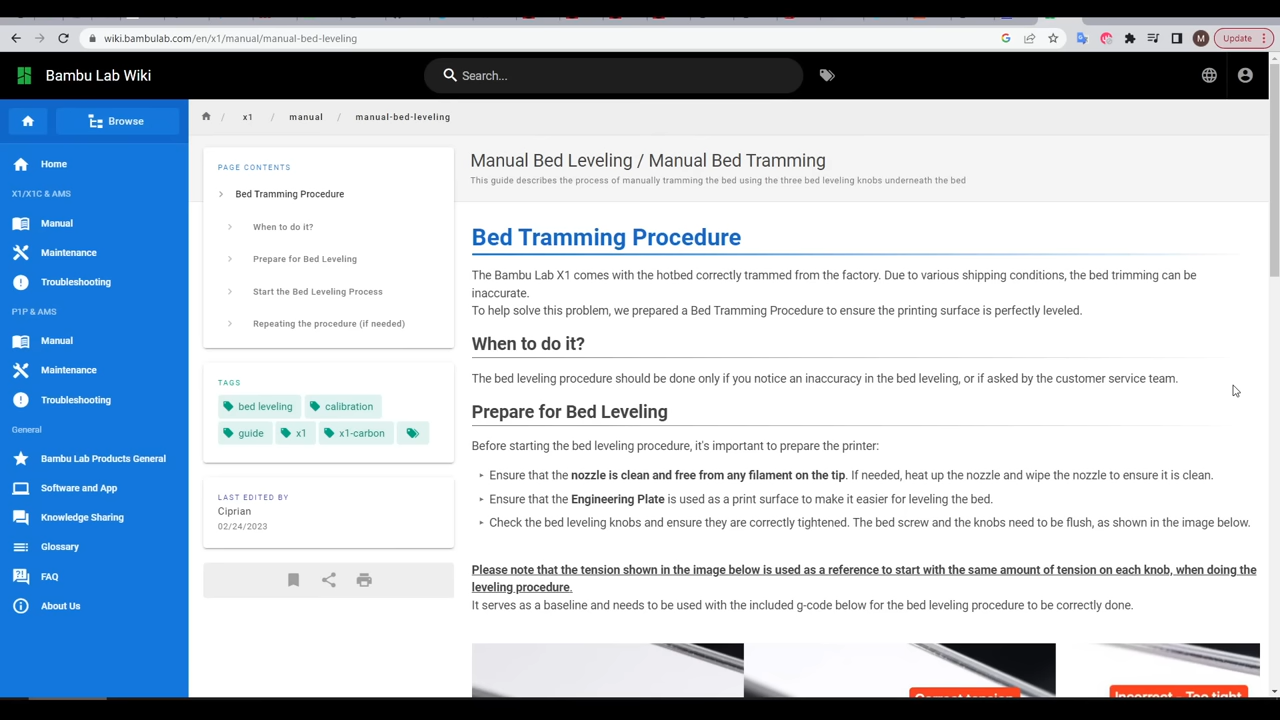 wiki.bambulab.com/en/x1/manual/manual-bed-leveling
M
Update
Bambu Lab Wiki
Search...
Browse
Home
X1/X1C & AMS
Manual
Maintenance
Troubleshooting
P1P & AMS
Manual
Maintenance
Troubleshooting
General
Bambu Lab Products General
Software and App
Knowledge Sharing
Glossary
FAQ
About Us
/ x1 / manual / manual-bed-leveling
PAGE CONTENTS
Bed Tramming Procedure
When to do it?
Prepare for Bed Leveling
Start the Bed Leveling Process
Repeating the procedure (if needed)
TAGS
bed leveling
calibration
guide
x1
x1-carbon
LAST EDITED BY
Ciprian
02/24/2023
Manual Bed Leveling / Manual Bed Tramming
This guide describes the process of manually tramming the bed using the three bed leveling knobs underneath the bed
Bed Tramming Procedure
The Bambu Lab X1 comes with the hotbed correctly trammed from the factory. Due to various shipping conditions, the bed trimming can be
inaccurate.
To help solve this problem, we prepared a Bed Tramming Procedure to ensure the printing surface is perfectly leveled.
When to do it?
The bed leveling procedure should be done only if you notice an inaccuracy in the bed leveling, or if asked by the customer service team.
Prepare for Bed Leveling
Before starting the bed leveling procedure, it's important to prepare the printer:
Ensure that the nozzle is clean and free from any filament on the tip. If needed, heat up the nozzle and wipe the nozzle to ensure it is clean.
Ensure that the Engineering Plate is used as a print surface to make it easier for leveling the bed.
Check the bed leveling knobs and ensure they are correctly tightened. The bed screw and the knobs need to be flush, as shown in the image below.
Please note that the tension shown in the image below is used as a reference to start with the same amount of tension on each knob, when doing the
leveling procedure.
It serves as a baseline and needs to be used with the included g-code below for the bed leveling procedure to be correctly done.
Correct tension
Incorrect - Too tight